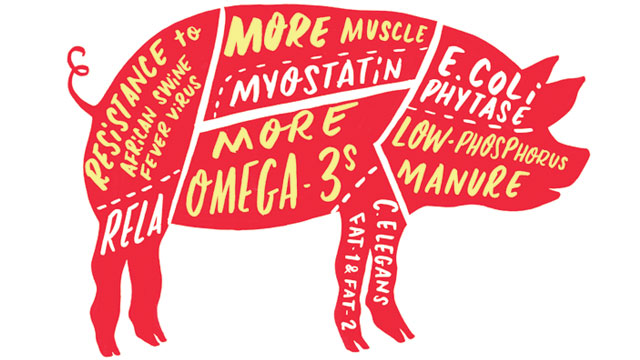 RESISTANCE to
AFRICAN SWINE
FEVER VIRUS
RELA
MORE MUSCLE
MYOSTATIN
MORE
OMEGA-3s
FAT-1 & FAT-2
C. ELEGANS
E. COLi
PHYTASE
LOW-PHOSPHORUS
MANURE